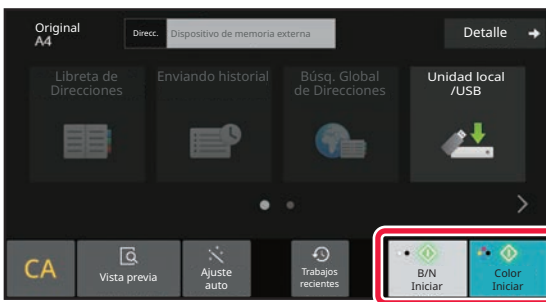 Original
A4
Direcc.
Dispositivo de memoria externa
Detalle
Libreta de
Direcciones
Enviando historial
Búsq. Global
de Direcciones
Unidad local
/USB
CA
Vista previa
Ajuste
auto
Trabajos
recientes
B/N
Iniciar
Color
Iniciar